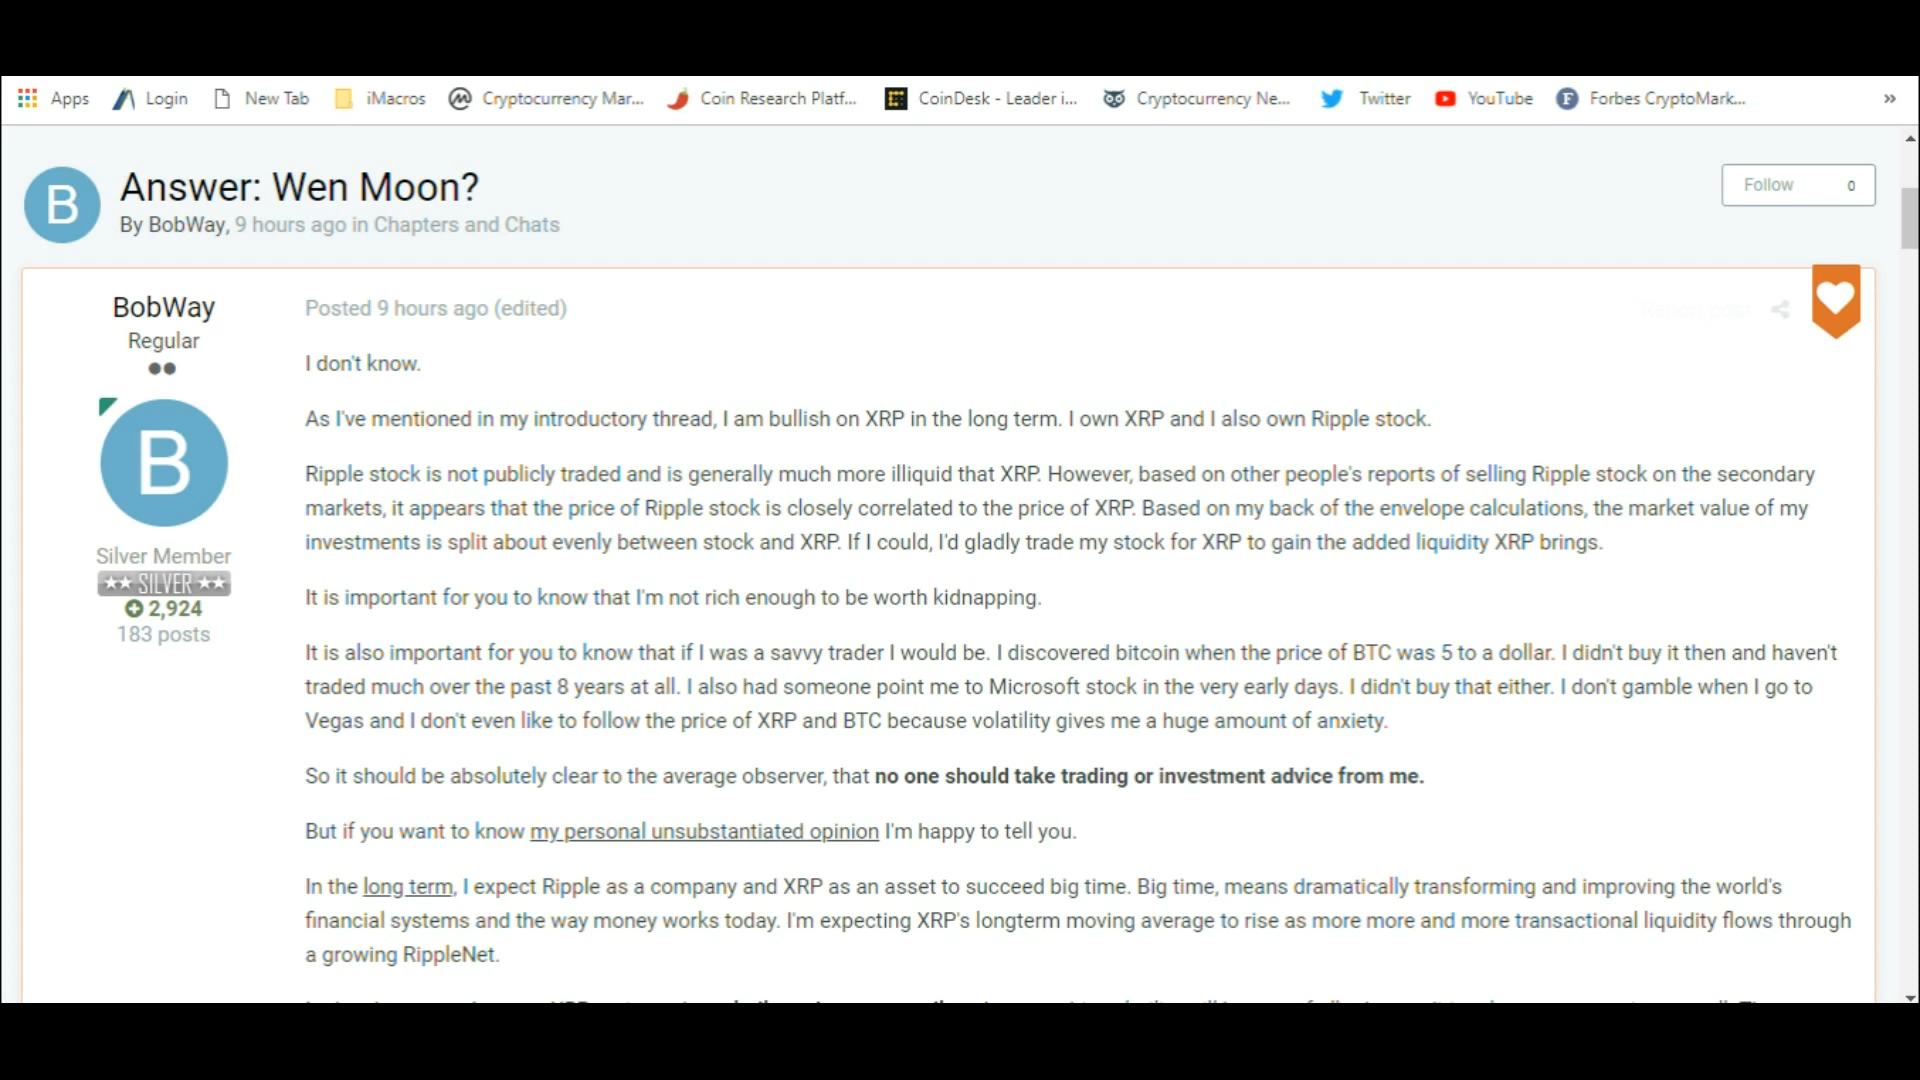 Apps Login New Tab iMacros Cryptocurrency Mar... Coin Research Platf... CoinDesk - Leader i... Cryptocurrency Ne... Twitter YouTube Forbes CryptoMark... »
B
Answer: Wen Moon?
By BobWay, 9 hours ago in Chapters and Chats
Follow 0
BobWay
Regular
B
Silver Member
SILVER
2,924
183 posts
Posted 9 hours ago (edited)
Report post
I don't know.
As I've mentioned in my introductory thread, I am bullish on XRP in the long term. I own XRP and I also own Ripple stock.
Ripple stock is not publicly traded and is generally much more illiquid that XRP. However, based on other people's reports of selling Ripple stock on the secondary
markets, it appears that the price of Ripple stock is closely correlated to the price of XRP. Based on my back of the envelope calculations, the market value of my
investments is split about evenly between stock and XRP. If I could, I'd gladly trade my stock for XRP to gain the added liquidity XRP brings.
It is important for you to know that I'm not rich enough to be worth kidnapping.
It is also important for you to know that if I was a savvy trader I would be. I discovered bitcoin when the price of BTC was 5 to a dollar. I didn't buy it then and haven't
traded much over the past 8 years at all. I also had someone point me to Microsoft stock in the very early days. I didn't buy that either. I don't gamble when I go to
Vegas and I don't even like to follow the price of XRP and BTC because volatility gives me a huge amount of anxiety.
So it should be absolutely clear to the average observer, that no one should take trading or investment advice from me.
But if you want to know my personal unsubstantiated opinion I'm happy to tell you.
In the long term, I expect Ripple as a company and XRP as an asset to succeed big time. Big time, means dramatically transforming and improving the world's
financial systems and the way money works today. I'm expecting XRP's longterm moving average to rise as more more and more transactional liquidity flows through
a growing RippleNet.